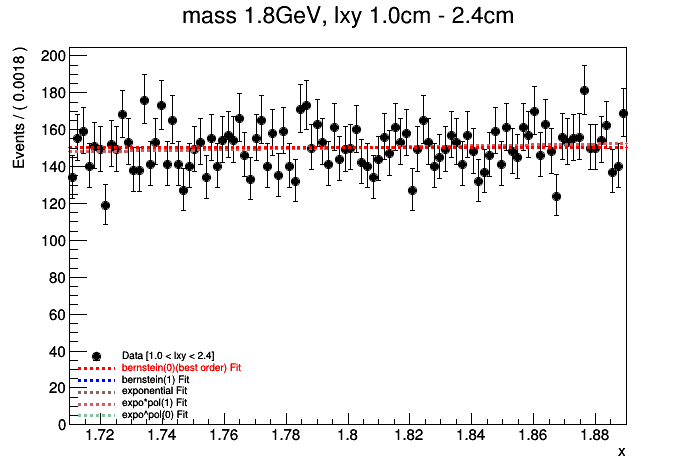 mass 1.8GeV, lxy 1.0cm - 2.4cm
Events / ( 0.0018 )
200
180
160
140
120
100
80
60
40
20
0
Data [1.0 < lxy < 2.4]
bernstein(0)(best order) Fit
bernstein(1) Fit
exponential Fit
expo*pol(1) Fit
expo^pol(0) Fit
1.72 1.74 1.76 1.78 1.8 1.82 1.84 1.86 1.88
x